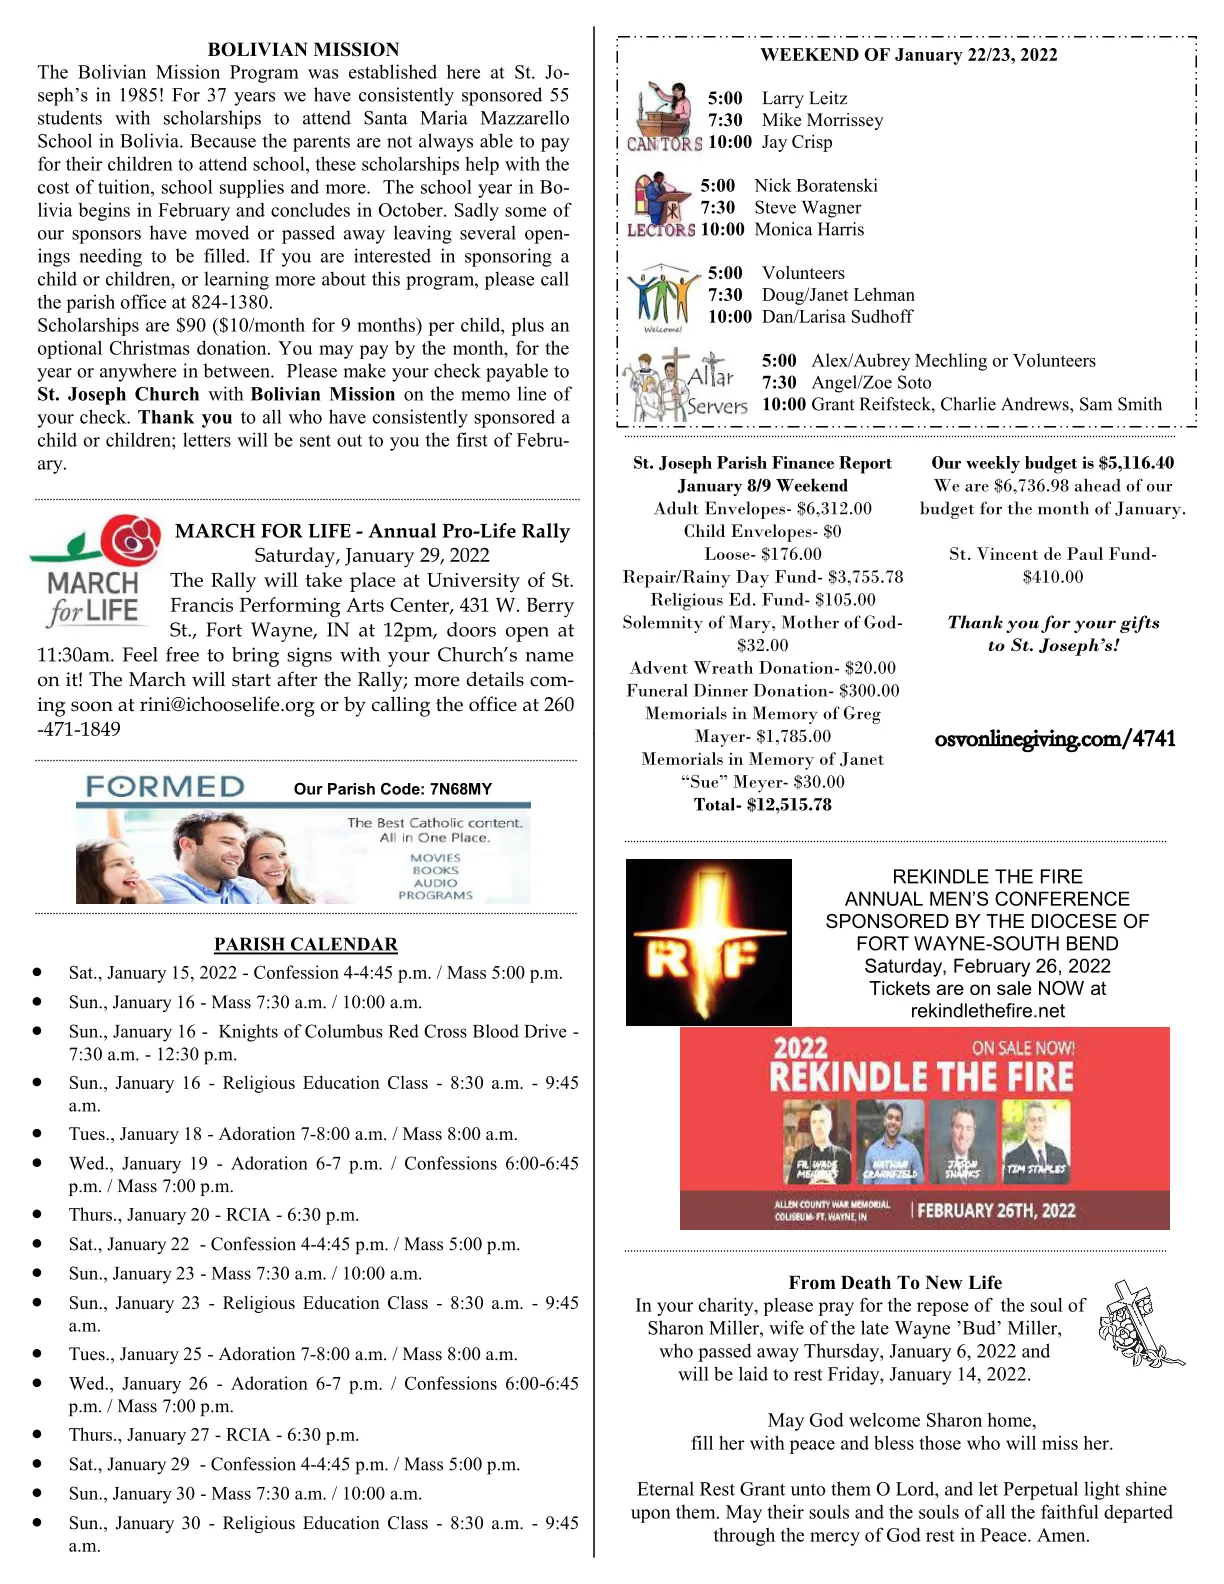 BOLIVIAN MISSION
The Bolivian Mission Program was established here at St. Jo-
seph's in 1985! For 37 years we have consistently sponsored 55
students with scholarships to attend Santa Maria Mazzarello
School in Bolivia. Because the parents are not always able to pay
for their children to attend school, these scholarships help with the
cost of tuition, school supplies and more. The school year in Bo-
livia begins in February and concludes in October. Sadly some of
our sponsors have moved or passed away leaving several open-
ings needing to be filled. If you are interested in sponsoring a
child or children, or learning more about this program, please call
the parish office at 824-1380.
Scholarships are $90 ($10/month for 9 months) per child, plus an
optional Christmas donation. You may pay by the month, for the
year or anywhere in between. Please make your check payable to
St. Joseph Church with Bolivian Mission on the memo line of
your check. Thank you to all who have consistently sponsored a
child or children; letters will be sent out to you the first of Febru-
ary.
MARCH
for LIFE
MARCH FOR LIFE - Annual Pro-Life Rally
Saturday, January 29, 2022
The Rally will take place at University of St.
Francis Performing Arts Center, 431 W. Berry
St., Fort Wayne, IN at 12pm, doors open at
11:30am. Feel free to bring signs with your Church's name
on it! The March will start after the Rally; more details com-
ing soon at rini@ichooselife.org or by calling the office at 260
-471-1849
FORMED
Our Parish Code: 7N68MY
The Best Catholic content.
All in One Place.
MOVIES
BOOKS
AUDIO
PROGRAMS
PARISH CALENDAR
● Sat., January 15, 2022 - Confession 4-4:45 p.m. / Mass 5:00 p.m.
● Sun., January 16 - Mass 7:30 a.m. / 10:00 a.m.
● Sun., January 16 - Knights of Columbus Red Cross Blood Drive -
7:30 a.m. - 12:30 p.m.
● Sun., January 16 - Religious Education Class - 8:30 a.m. - 9:45
a.m.
● Tues., January 18 - Adoration 7-8:00 a.m. / Mass 8:00 a.m.
● Wed., January 19 - Adoration 6-7 p.m. / Confessions 6:00-6:45
p.m. / Mass 7:00 p.m.
● Thurs., January 20 - RCIA - 6:30 p.m.
● Sat., January 22 - Confession 4-4:45 p.m. / Mass 5:00 p.m.
● Sun., January 23 - Mass 7:30 a.m. / 10:00 a.m.
● Sun., January 23 - Religious Education Class - 8:30 a.m. - 9:45
a.m.
● Tues., January 25 - Adoration 7-8:00 a.m. / Mass 8:00 a.m.
● Wed., January 26 - Adoration 6-7 p.m. / Confessions 6:00-6:45
p.m. / Mass 7:00 p.m.
● Thurs., January 27 - RCIA - 6:30 p.m.
● Sat., January 29 - Confession 4-4:45 p.m. / Mass 5:00 p.m.
● Sun., January 30 - Mass 7:30 a.m. / 10:00 a.m.
● Sun., January 30 - Religious Education Class - 8:30 a.m. - 9:45
a.m.
WEEKEND OF January 22/23, 2022
CANTORS
5:00 Larry Leitz
7:30 Mike Morrissey
10:00 Jay Crisp
LECTORS
5:00 Nick Boratenski
7:30 Steve Wagner
10:00 Monica Harris
Welcome!
5:00 Volunteers
7:30 Doug/Janet Lehman
10:00 Dan/Larisa Sudhoff
Altar
Servers
5:00 Alex/Aubrey Mechling or Volunteers
7:30 Angel/Zoe Soto
10:00 Grant Reifsteck, Charlie Andrews, Sam Smith
St. Joseph Parish Finance Report
January 8/9 Weekend
Adult Envelopes- $6,312.00
Child Envelopes- $0
Loose- $176.00
Repair/Rainy Day Fund- $3,755.78
Religious Ed. Fund- $105.00
Solemnity of Mary, Mother of God-
$32.00
Advent Wreath Donation- $20.00
Funeral Dinner Donation- $300.00
Memorials in Memory of Greg
Mayer- $1,785.00
Memorials in Memory of Janet
“Sue” Meyer- $30.00
Total- $12,515.78
Our weekly budget is $5,116.40
We are $6,736.98 ahead of our
budget for the month of January.
St. Vincent de Paul Fund-
$410.00
Thank you for your gifts
to St. Joseph's!
osvonlinegiving.com/4741
RTF
REKINDLE THE FIRE
ANNUAL MEN'S CONFERENCE
SPONSORED BY THE DIOCESE OF
FORT WAYNE-SOUTH BEND
Saturday, February 26, 2022
Tickets are on sale NOW at
rekindlethefire.net
2022
ON SALE NOW!
REKINDLE THE FIRE
FR. WADE
NATHAN
CRANKFIELD
JASON
TIM STAPLES
ALLEN COUNTY WAR MEMORIAL
COLISEUM- FT. WAYNE, IN
| FEBRUARY 26TH, 2022
From Death To New Life
In your charity, please pray for the repose of the soul of
Sharon Miller, wife of the late Wayne ’Bud’ Miller,
who passed away Thursday, January 6, 2022 and
will be laid to rest Friday, January 14, 2022.
May God welcome Sharon home,
fill her with peace and bless those who will miss her.
Eternal Rest Grant unto them O Lord, and let Perpetual light shine
upon them. May their souls and the souls of all the faithful departed
through the mercy of God rest in Peace. Amen.